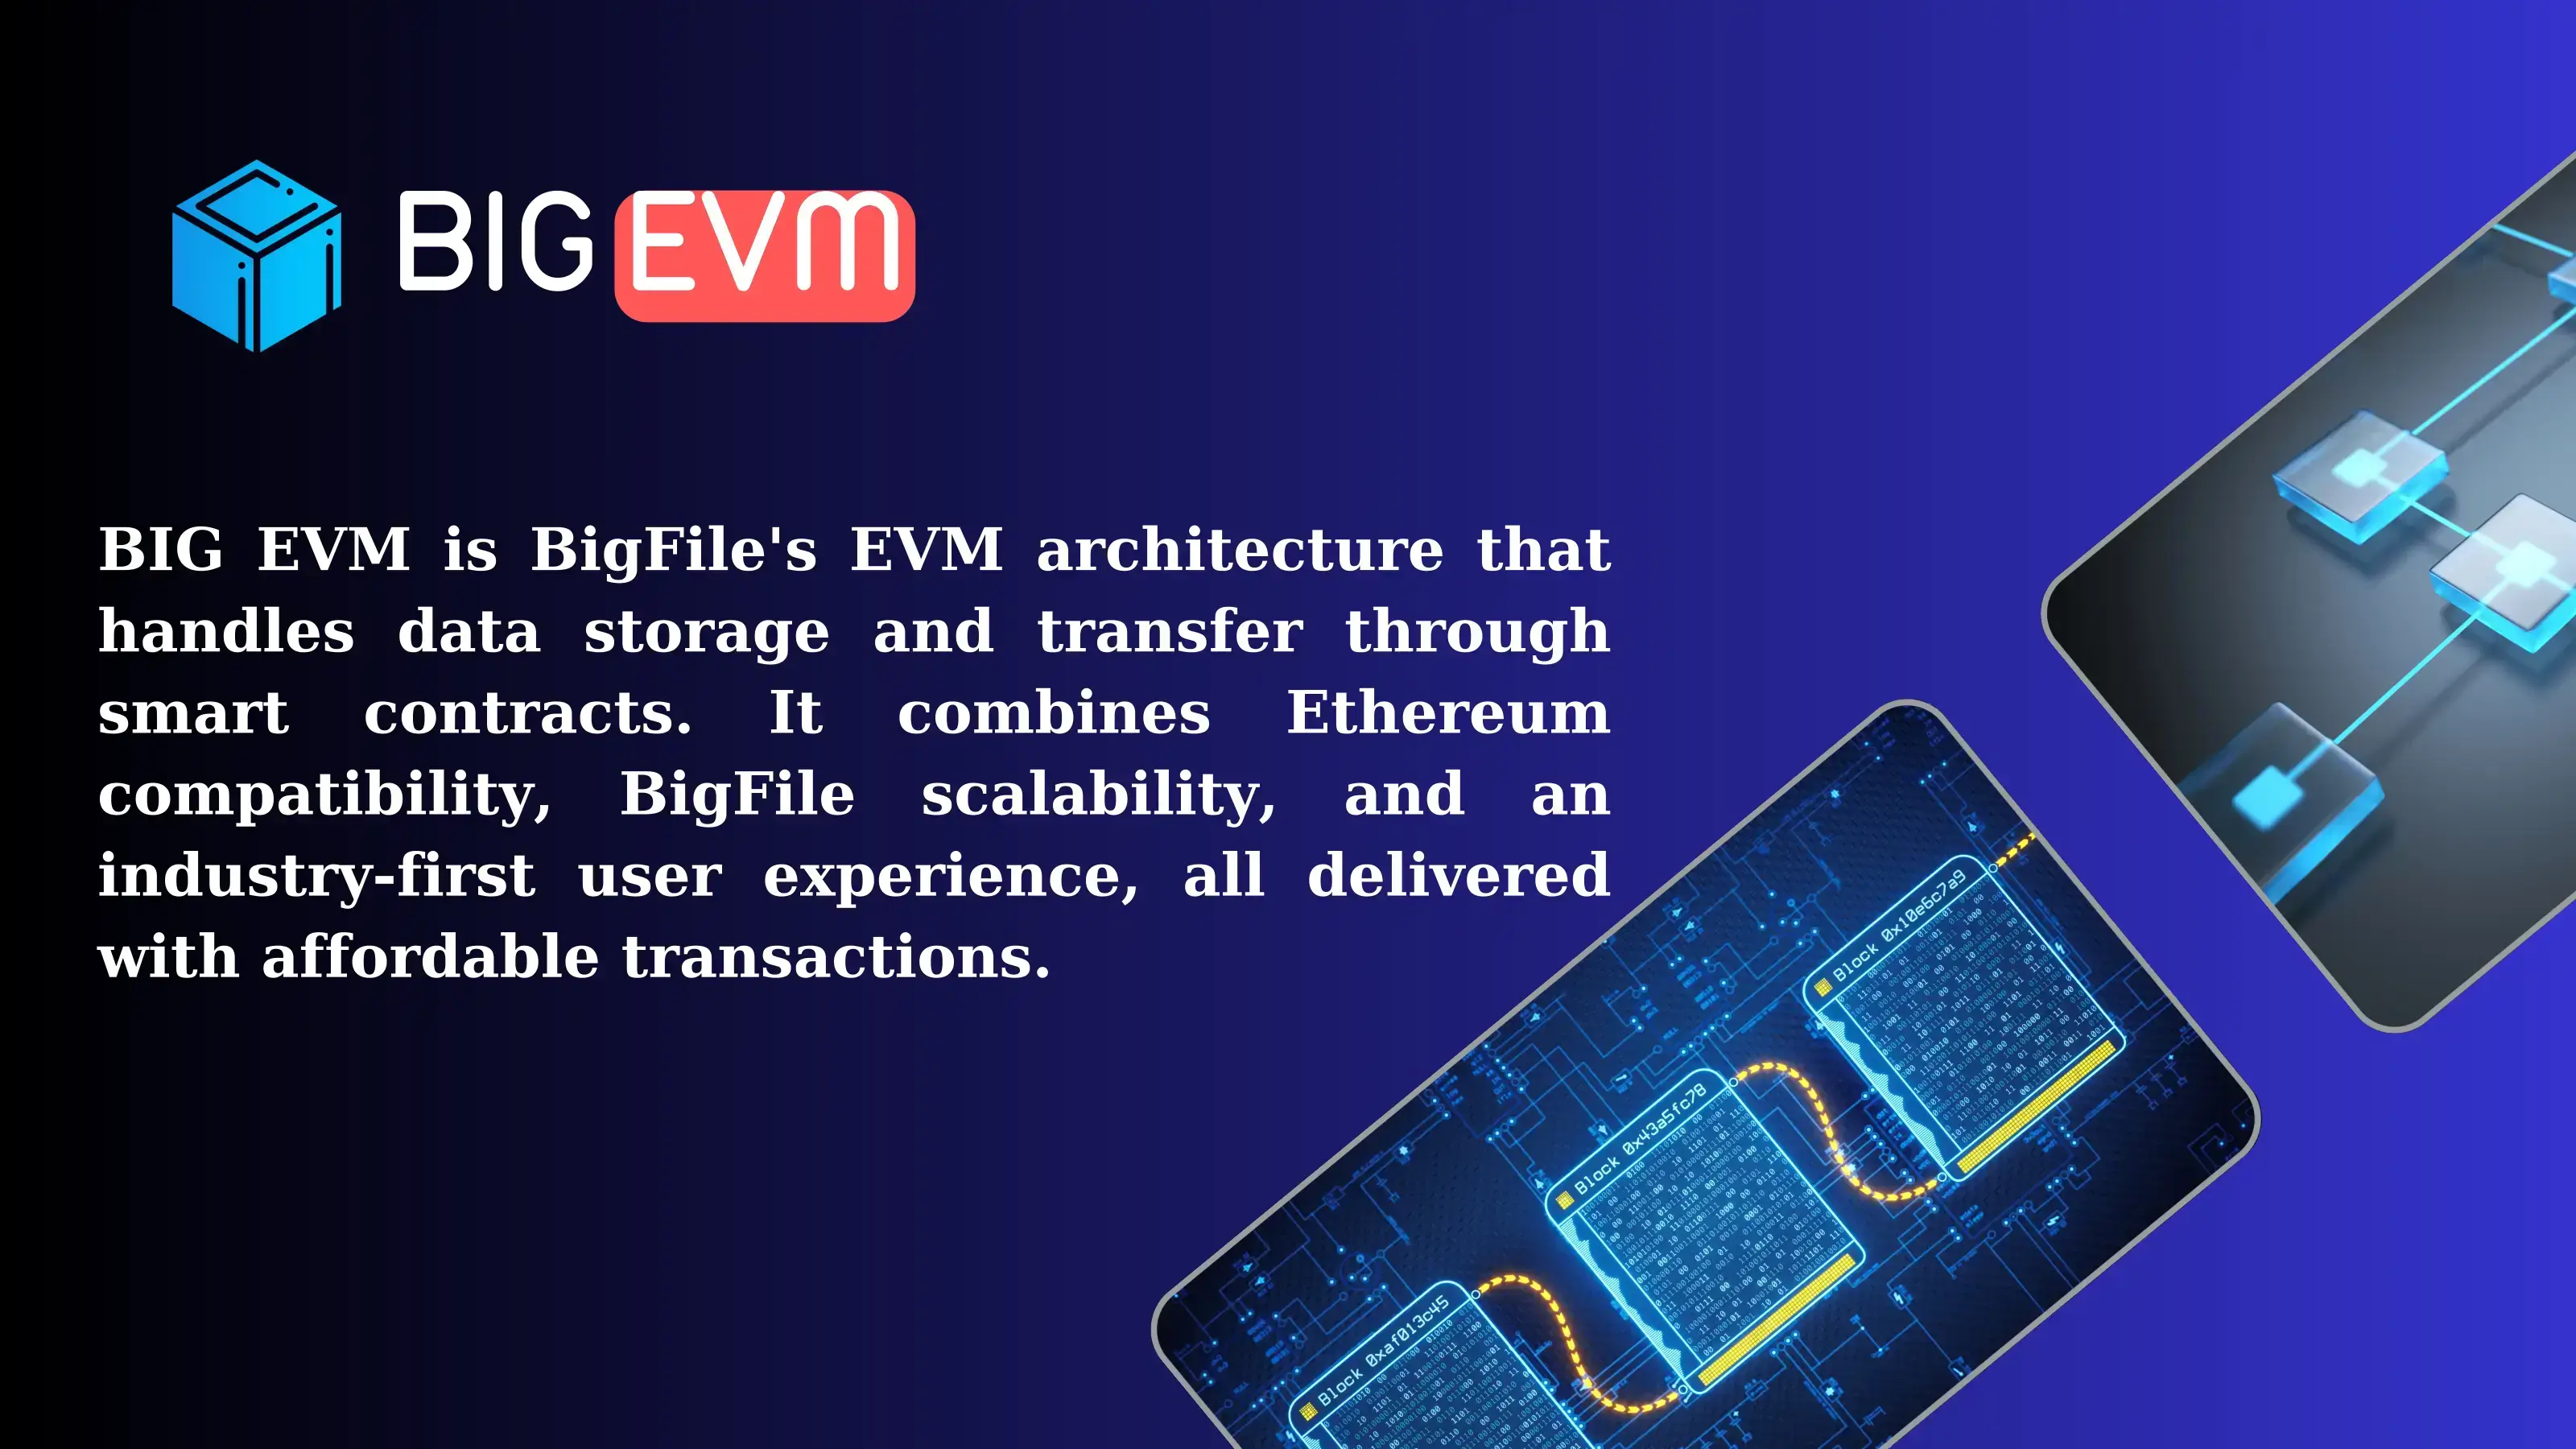 BIG EVM
BIG EVM is BigFile's EVM architecture that
handles data storage and transfer through
smart contracts. It combines Ethereum
compatibility, BigFile scalability, and an
industry-first user experience, all delivered
with affordable transactions.
Block 0x10e6c7a9
Block 0x43a5fc78
Block 0xaf013c45